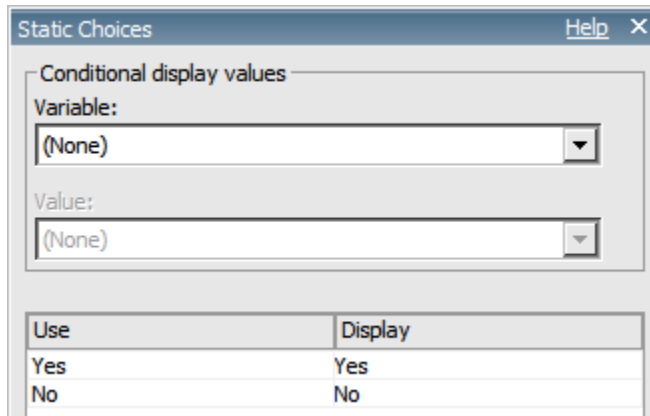 Static Choices Help X
Conditional display values
Variable:
(None)
Value:
(None)
Use Display
Yes Yes
No No